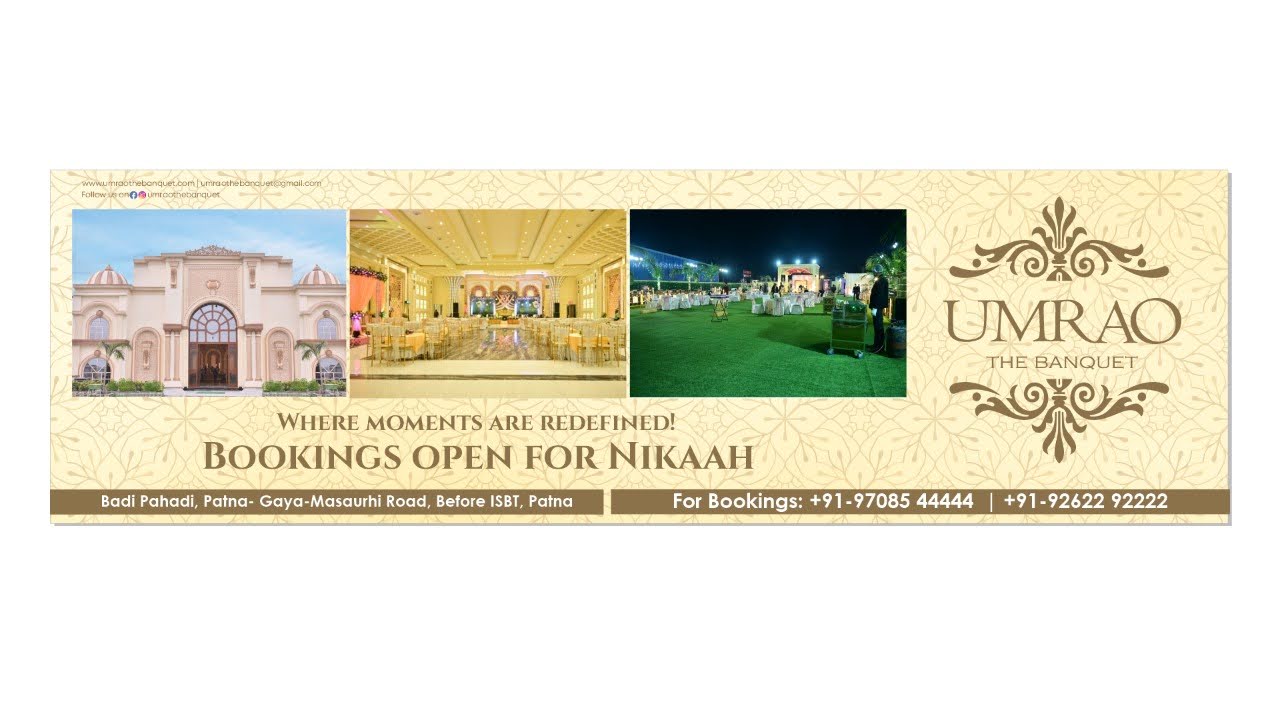 www.umraothebanquet.com | umraothebanquet@gmail.com
Follow us on umraothebanquet
UMRAO
THE BANQUET
Where moments are redefined!
Bookings open for Nikaah
Badi Pahadi, Patna- Gaya-Masaurhi Road, Before ISBT, Patna
For Bookings: +91-97085 44444 | +91-92622 92222